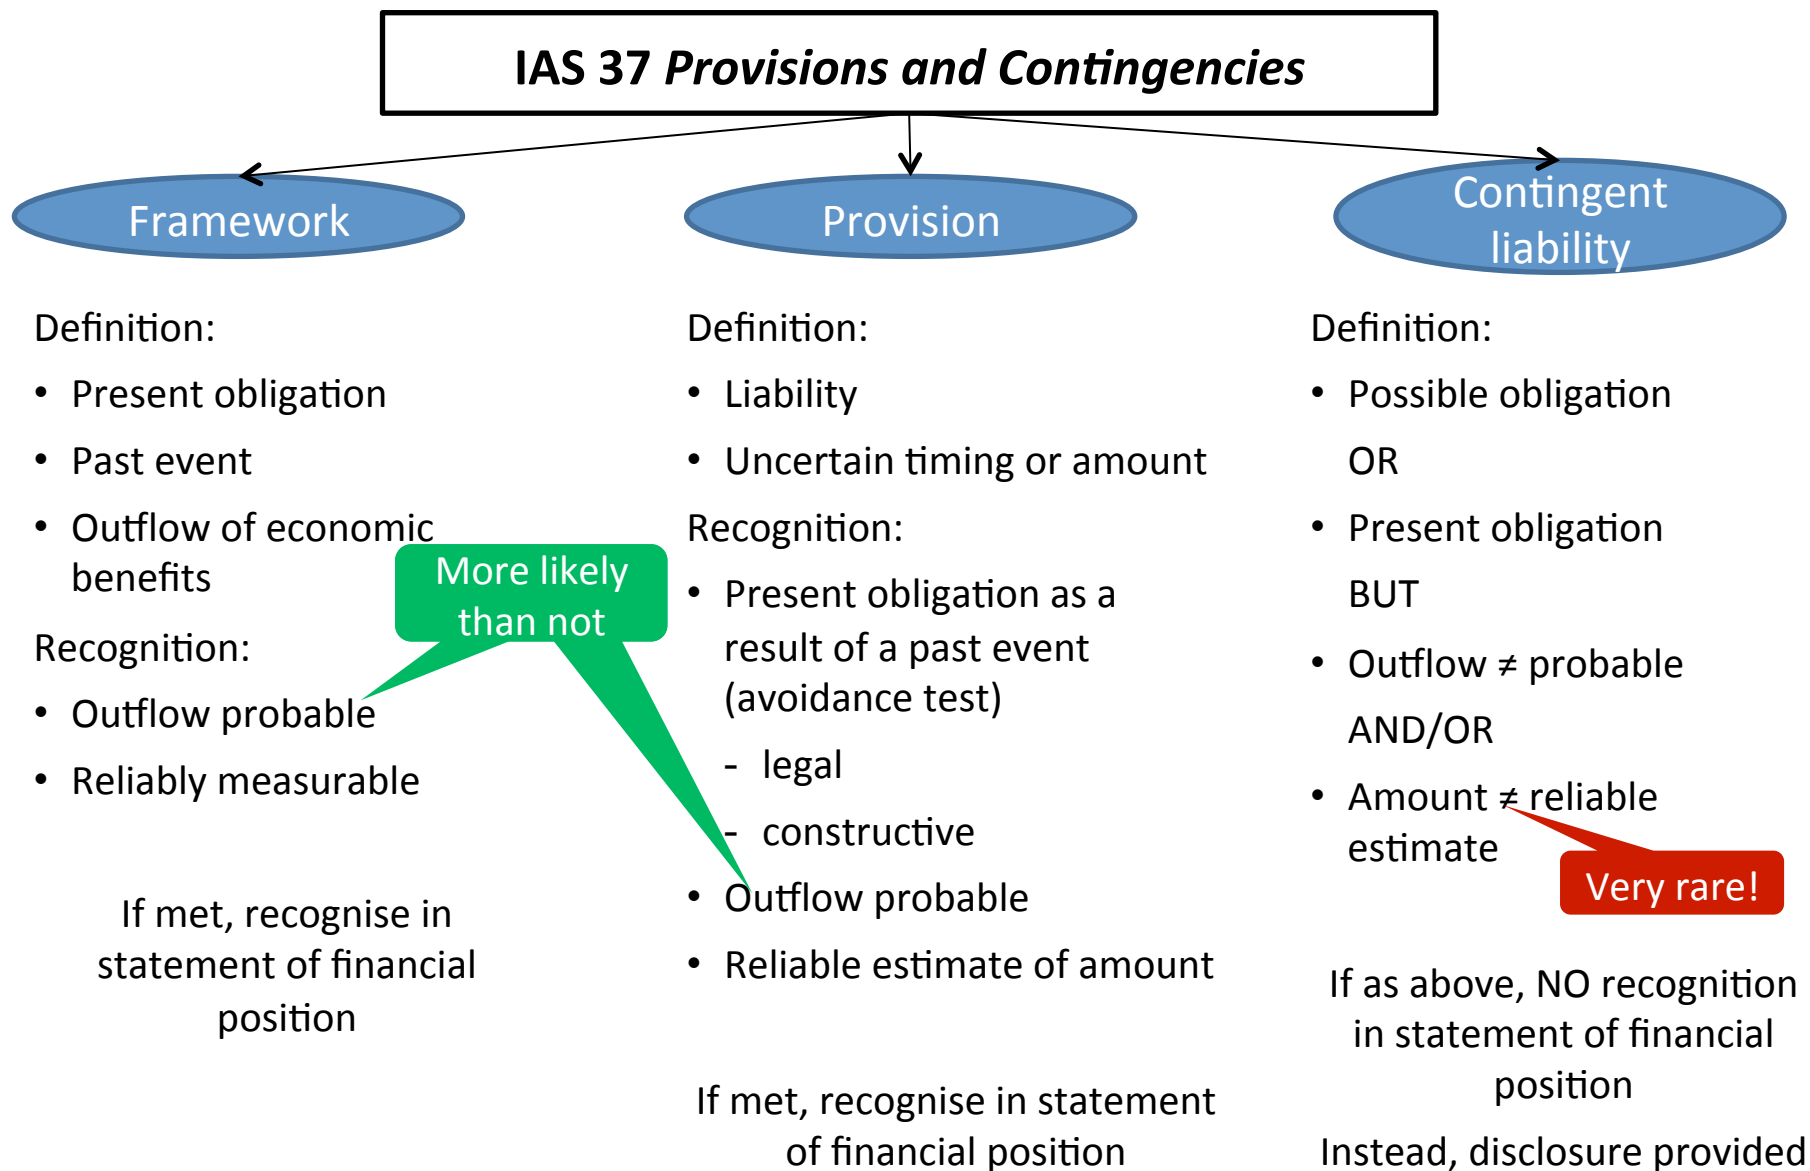 IAS 37 Provisions and Contingencies
Framework
Definition:
• Present obligation
• Past event
• Outflow of economic
benefits
Recognition:
• Outflow probable
• Reliably measurable
If met, recognise in
statement of financial
position
More likely
than not
Provision
Definition:
• Liability
• Uncertain timing or amount
Recognition:
• Present obligation as a
result of a past event
(avoidance test)
- legal
- constructive
• Outflow probable
• Reliable estimate of amount
If met, recognise in statement
of financial position
Contingent
liability
Definition:
• Possible obligation
OR
• Present obligation
BUT
• Outflow ≠ probable
AND/OR
• Amount ≠ reliable
estimate
Very rare!
If as above, NO recognition
in statement of financial
position
Instead, disclosure provided